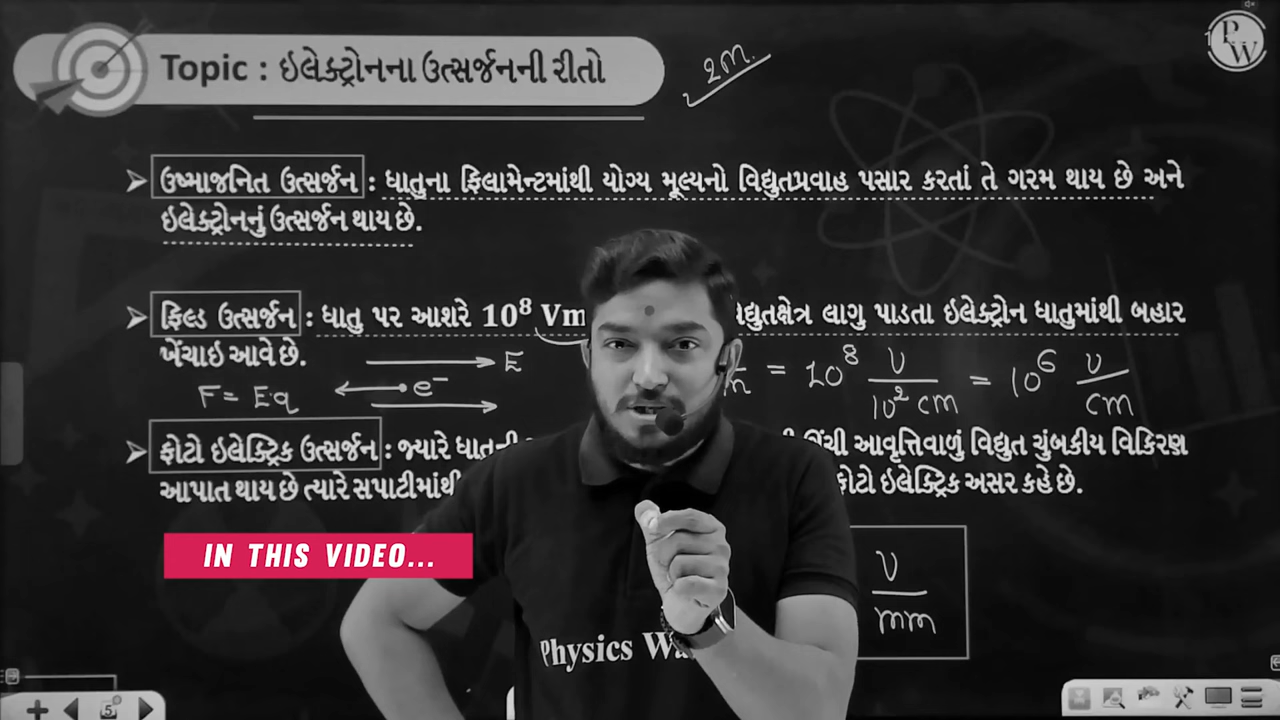 Topic : ઇલેક્ટ્રોનના ઉત્સર્જનની રીતો
2m.
PW
➤ ઉષ્માજનિત ઉત્સર્જન : ધાતુના ફિલામેન્ટમાંથી યોગ્ય મૂલ્યનો વિદ્યુતપ્રવાહ પસાર કરતાં તે ગરમ થાય છે અને
ઇલેક્ટ્રોનનું ઉત્સર્જન થાય છે.
➤ ફિલ્ડ ઉત્સર્જન : ધાતુ પર આશરે 10⁸ Vm લાગુ પાડતા ઇલેક્ટ્રોન ધાતુમાંથી બહાર
ખેંચાઇ આવે છે.
E
F = Eq e⁻
= 10⁸ V/10² cm = 10⁶ V/cm
➤ ફોટો ઇલેક્ટ્રિક ઉત્સર્જન : જ્યારે ધાતુની આવૃત્તિવાળું વિદ્યુત ચુંબકીય વિકિરણ
આપાત થાય છે ત્યારે સપાટીમાંથી ફોટો ઇલેક્ટ્રિક અસર કહે છે.
IN THIS VIDEO...
V/mm
Physics
5